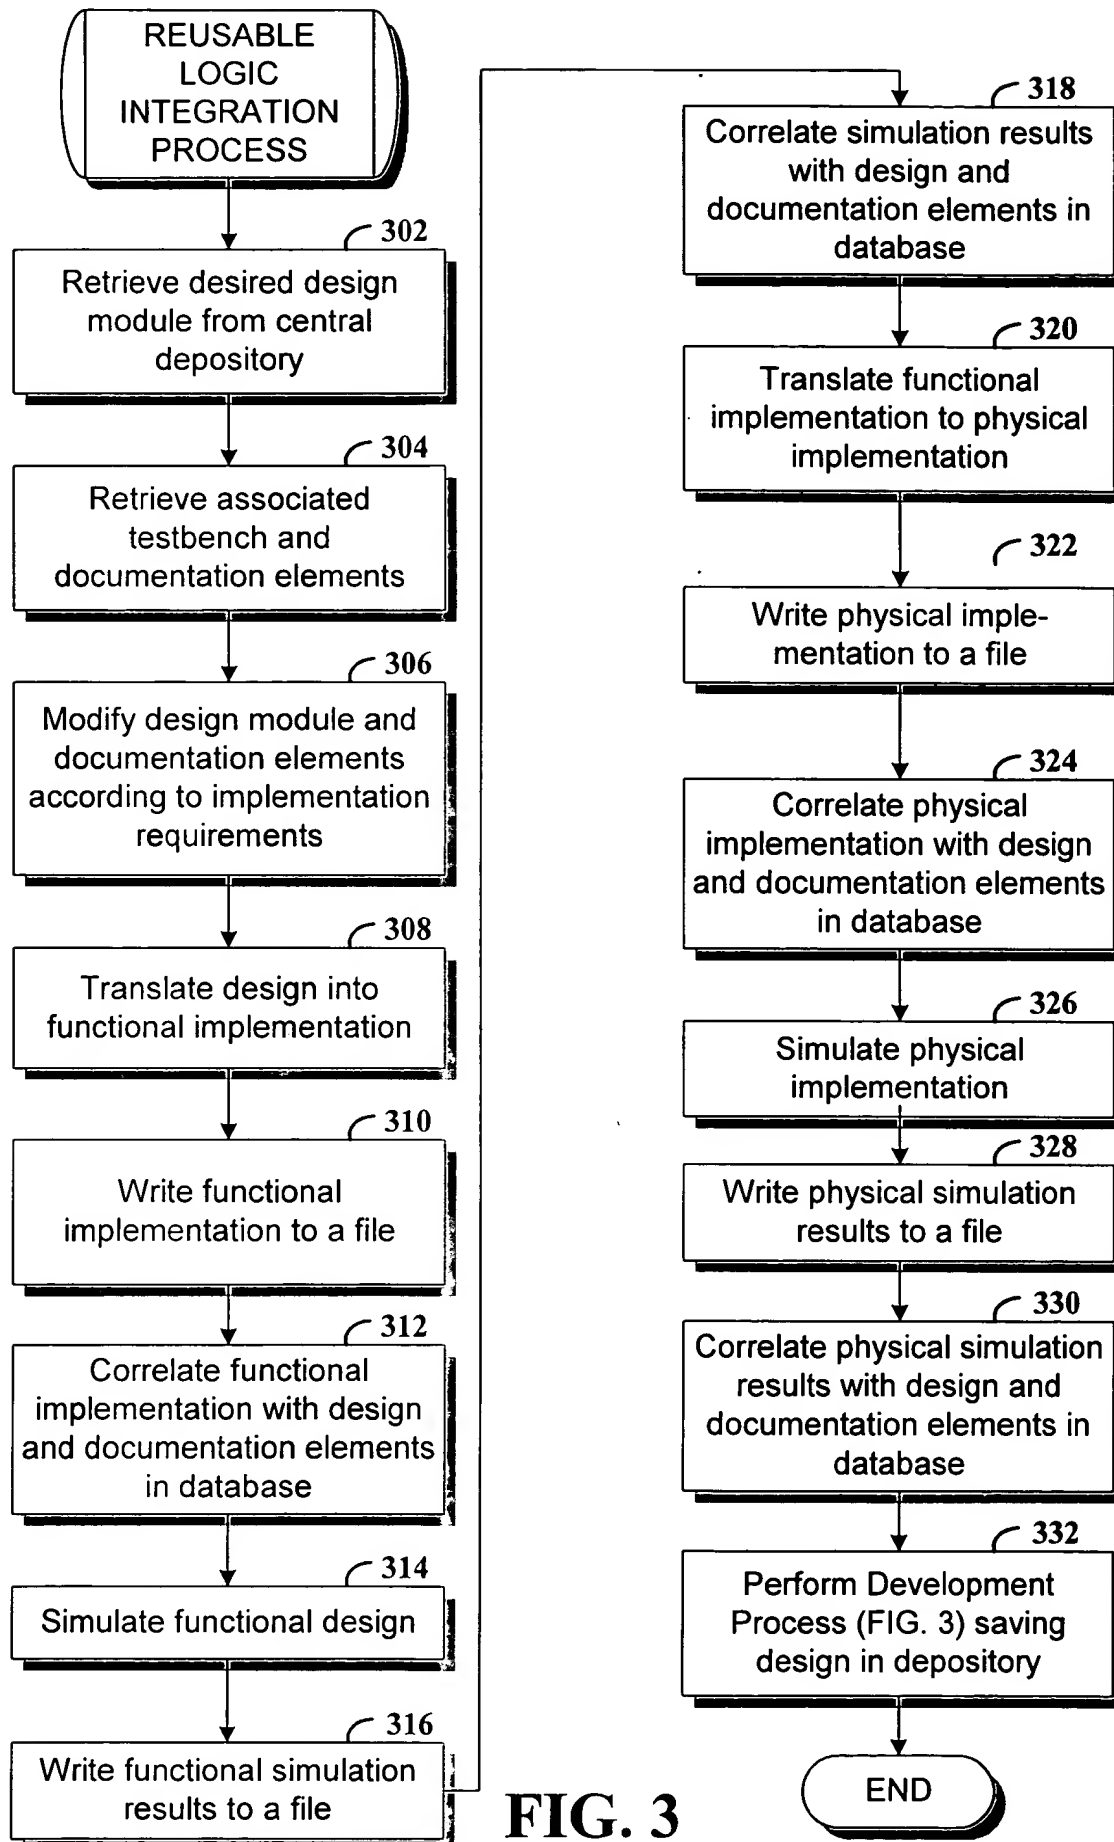 REUSABLE
LOGIC
INTEGRATION
PROCESS
302
Retrieve desired design
module from central
depository
304
Retrieve associated
testbench and
documentation elements
306
Modify design module and
documentation elements
according to implementation
requirements
308
Translate design into
functional implementation
310
Write functional
implementation to a file
312
Correlate functional
implementation with design
and documentation elements
in database
314
Simulate functional design
316
Write functional simulation
results to a file
318
Correlate simulation results
with design and
documentation elements in
database
320
Translate functional
implementation to physical
implementation
322
Write physical imple-
mentation to a file
324
Correlate physical
implementation with design
and documentation elements
in database
326
Simulate physical
implementation
328
Write physical simulation
results to a file
330
Correlate physical simulation
results with design and
documentation elements in
database
332
Perform Development
Process (FIG. 3) saving
design in depository
END
FIG. 3